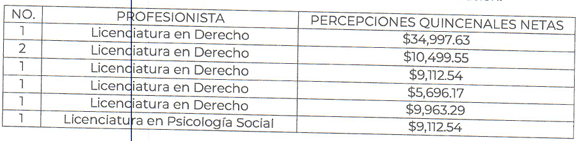 NO. PROFESIONISTA PERCEPCIONES QUINCENALES NETAS
1 Licenciatura en Derecho $34,997.63
2 Licenciatura en Derecho $10,499.55
1 Licenciatura en Derecho $9,112.54
1 Licenciatura en Derecho $5,696.17
1 Licenciatura en Derecho $9,963.29
1 Licenciatura en Psicología Social $9,112.54